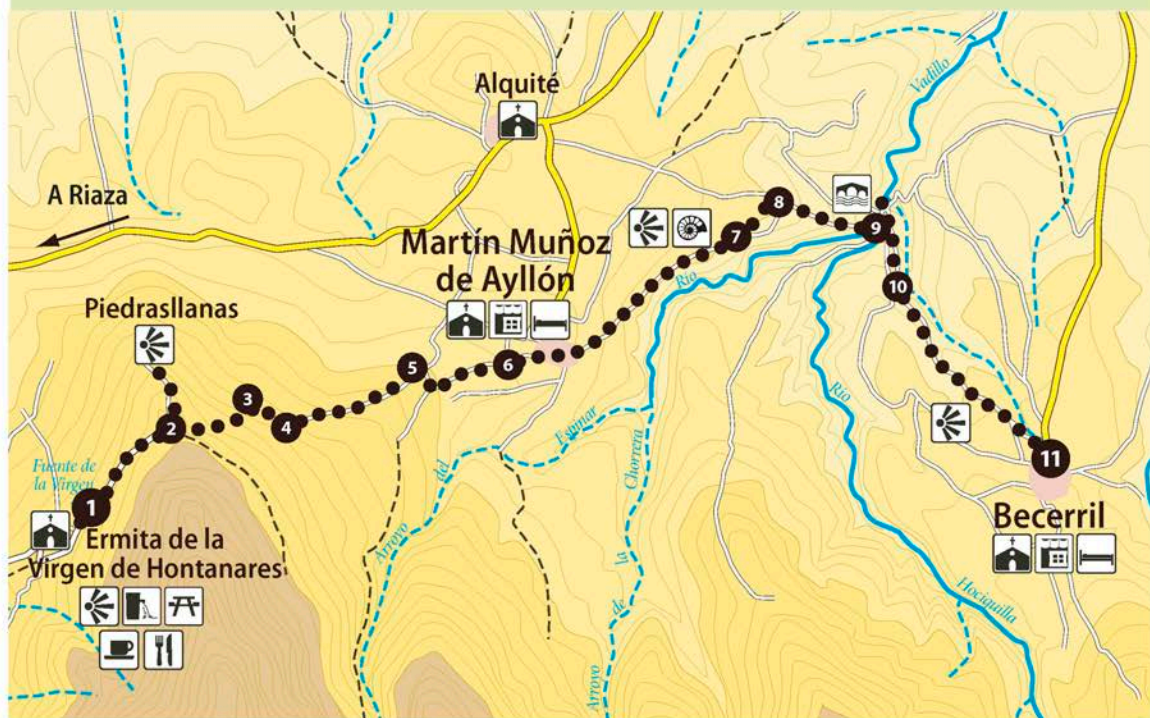 Alquité
A Riaza
Vadillo
Martín Muñoz
de Ayllón
Piedrasllanas
Río
Río
Hociquilla
Arroyo
del
Espinar
Arroyo
de
la
Chorrera
Fuente de
la Virgen
Ermita de la
Virgen de Hontanares
Becerril
1
2
3
4
5
6
7
8
9
10
11